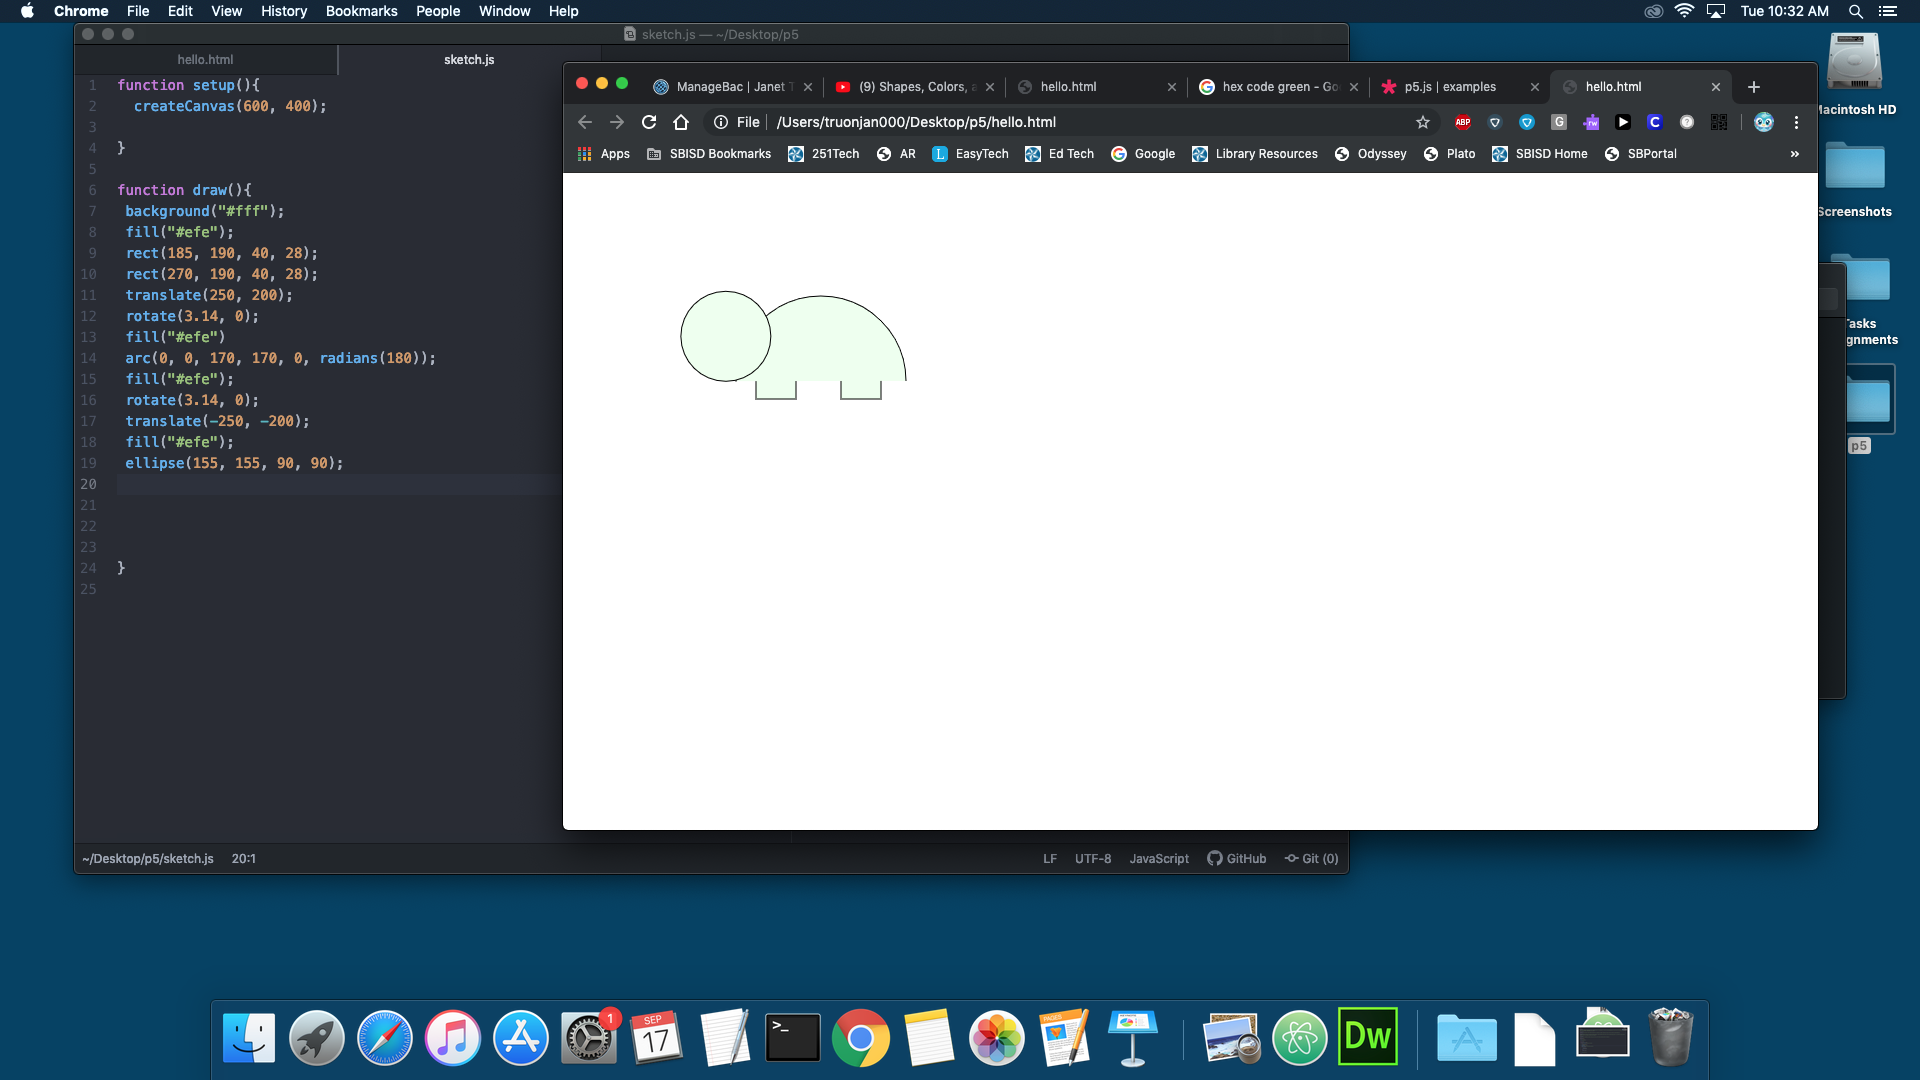 Chrome File Edit View History Bookmarks People Window Help Tue 10:32 AM
sketch.js — ~/Desktop/p5
hello.html sketch.js
1 function setup(){
2 createCanvas(600, 400);
3
4 }
5
6 function draw(){
7 background("#fff");
8 fill("#efe");
9 rect(185, 190, 40, 28);
10 rect(270, 190, 40, 28);
11 translate(250, 200);
12 rotate(3.14, 0);
13 fill("#efe")
14 arc(0, 0, 170, 170, 0, radians(180));
15 fill("#efe");
16 rotate(3.14, 0);
17 translate(-250, -200);
18 fill("#efe");
19 ellipse(155, 155, 90, 90);
20
21
22
23
24 }
25
~/Desktop/p5/sketch.js 20:1 LF UTF-8 JavaScript GitHub Git (0)
ManageBac | Janet T (9) Shapes, Colors, a hello.html hex code green - Go p5.js | examples hello.html
File /Users/truonjan000/Desktop/p5/hello.html
ABP G rw C
Apps SBISD Bookmarks 251Tech AR EasyTech Ed Tech Google Library Resources Odyssey Plato SBISD Home SBPortal »
Macintosh HD
Screenshots
Tasks
gnments
p5
1
SEP
17
>_
Dw